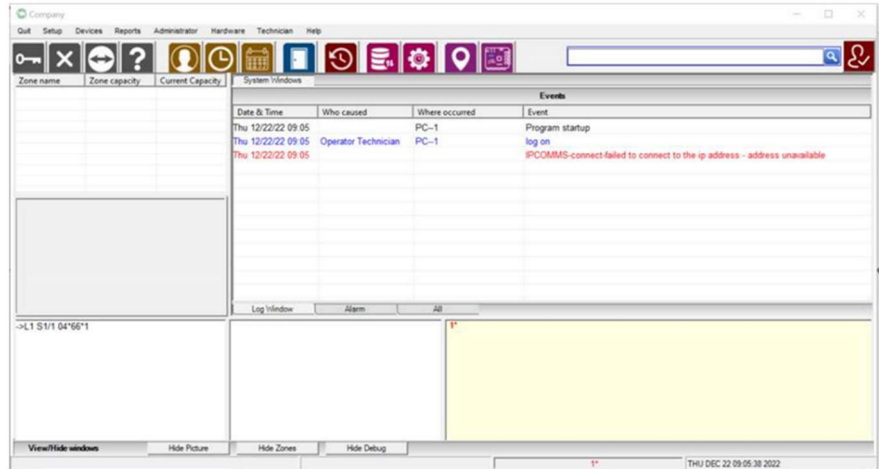 Company
Quit Setup Devices Reports Administrator Hardware Technician Help
Zone name Zone capacity Current Capacity System Windows
Events
Date & Time Who caused Where occurred Event
Thu 12/22/22 09:05 PC--1 Program startup
Thu 12/22/22 09:05 Operator Technician PC--1 log on
Thu 12/22/22 09:05 IPCOMMS-connect-failed to connect to the ip address - address unavailable
Log Window Alarm All
->L1 S1/1 04*66*1 1*
View/Hide windows Hide Picture Hide Zones Hide Debug
1* THU DEC 22 09:05:38 2022